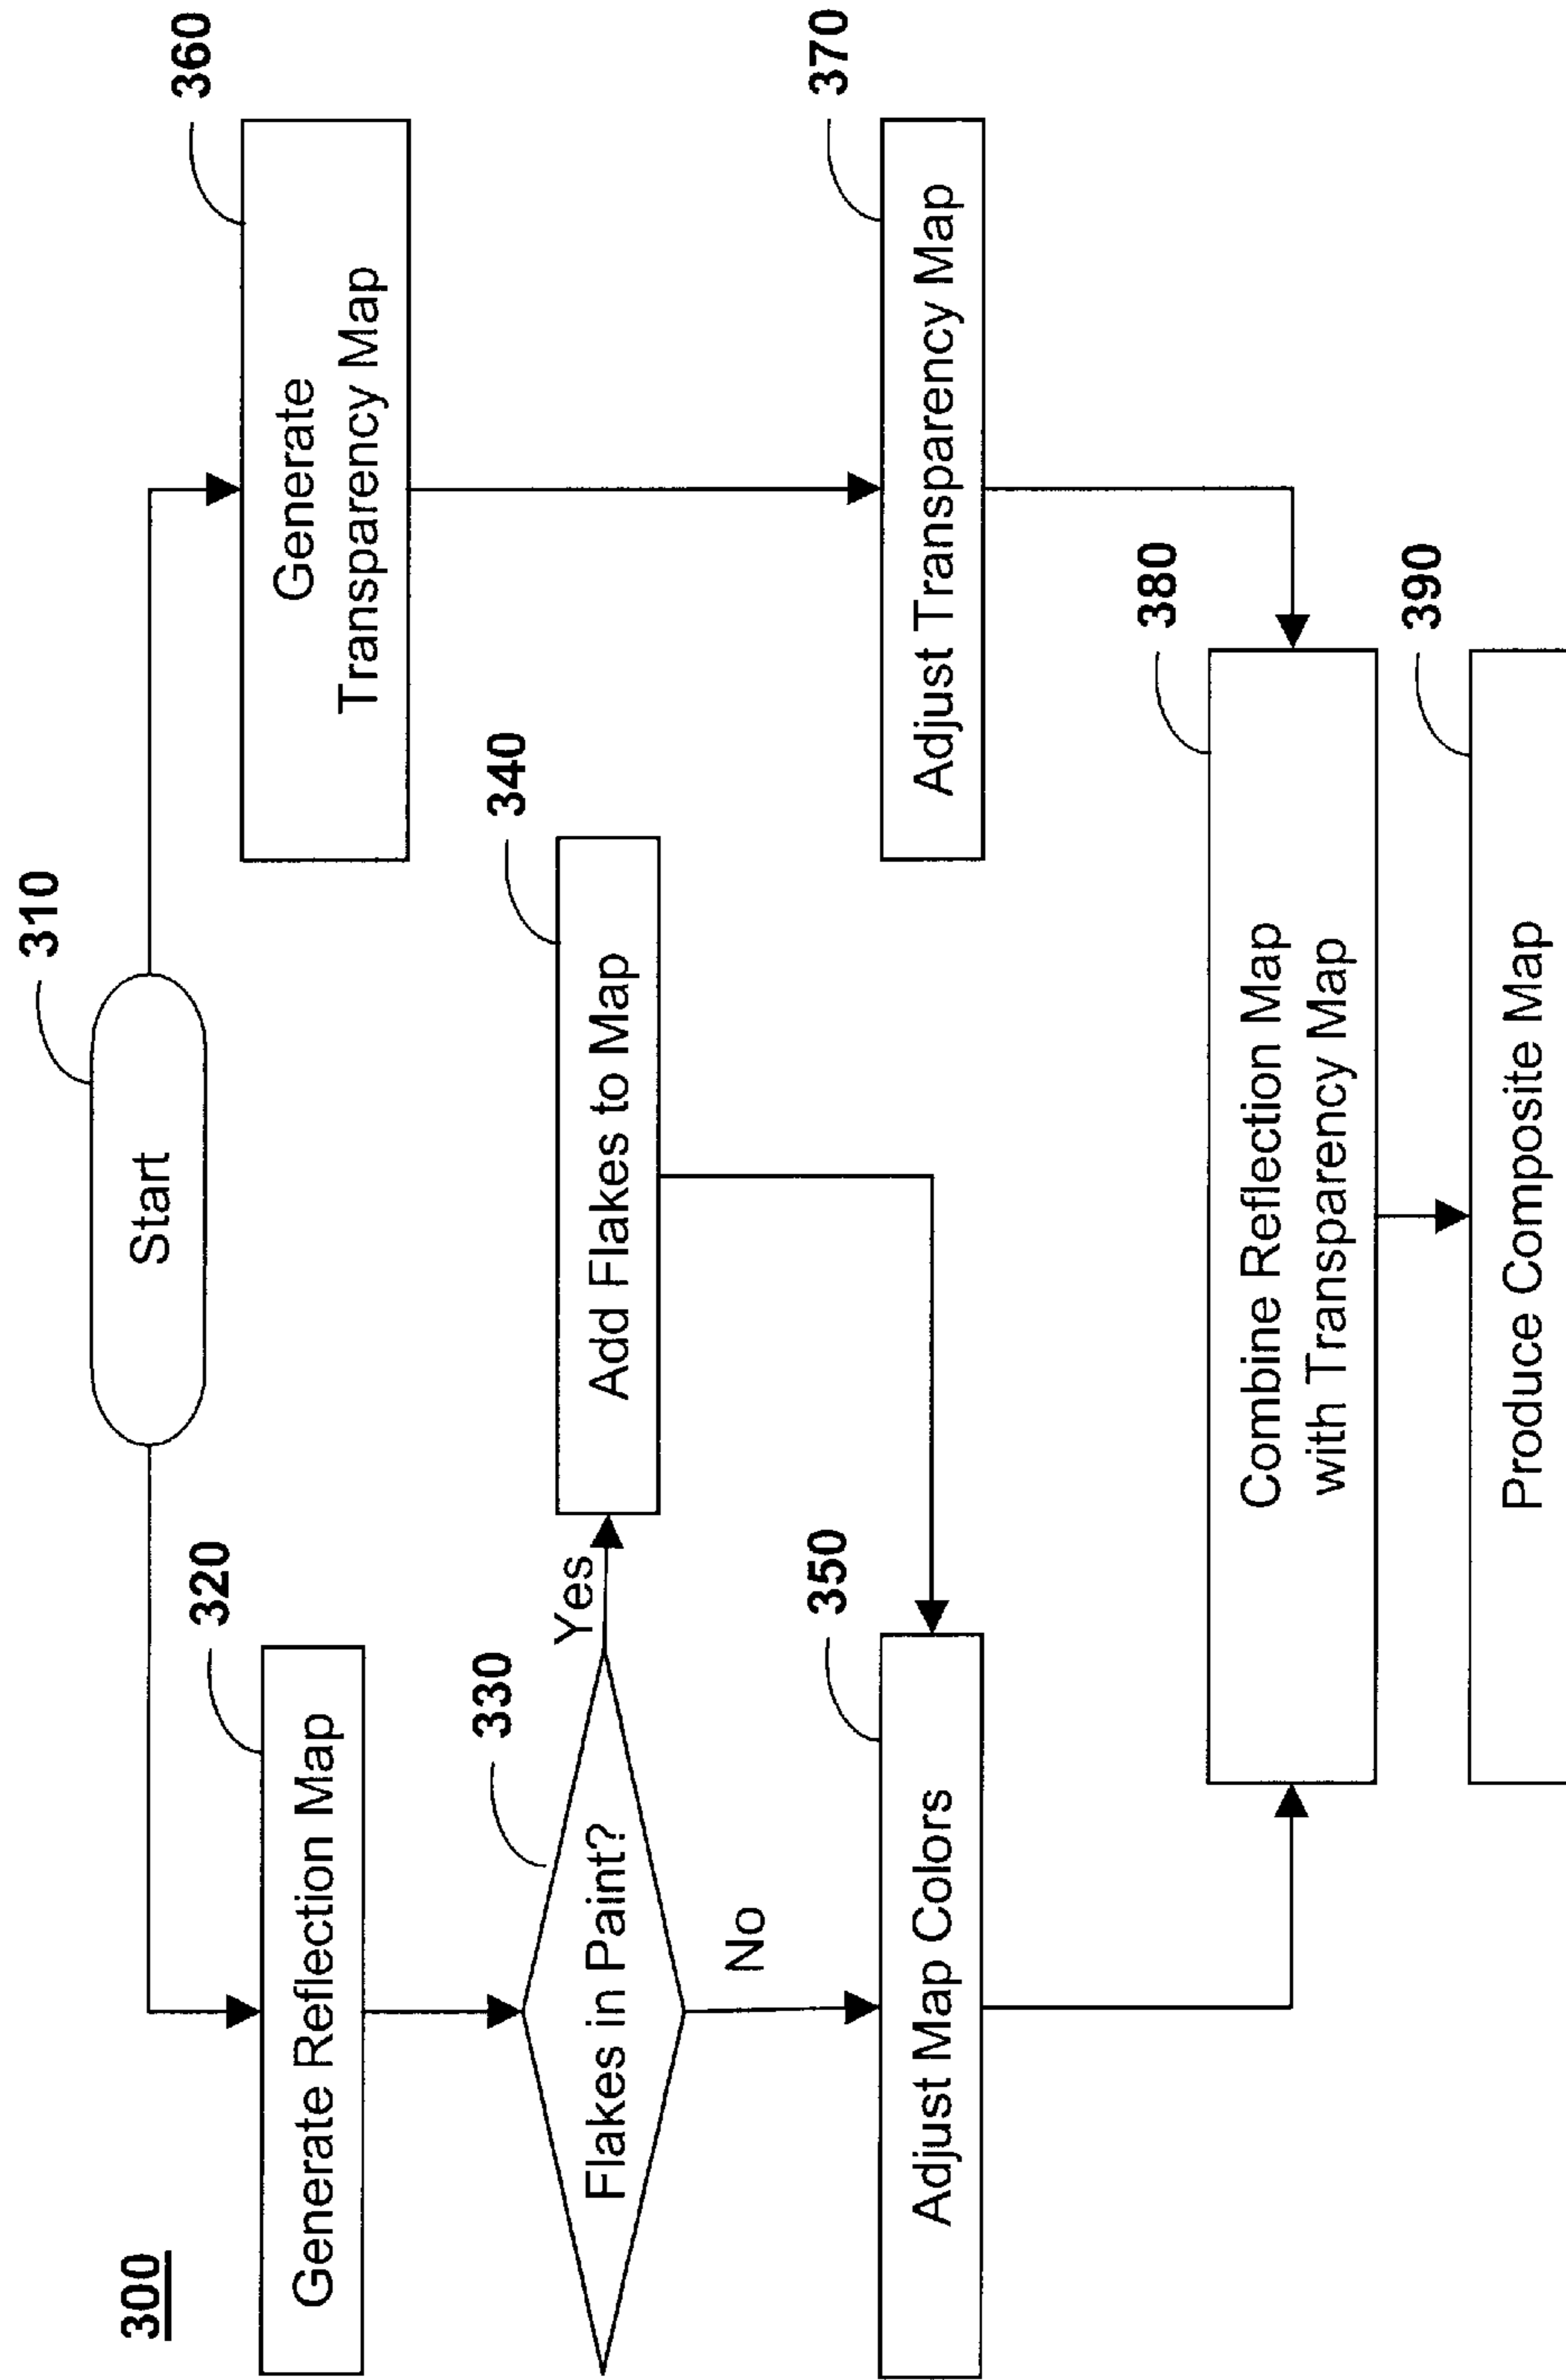 300
310
Start
320
Generate Reflection Map
360
Generate
Transparency Map
330
Flakes in Paint?
Yes
No
340
Add Flakes to Map
350
Adjust Map Colors
370
Adjust Transparency Map
380
Combine Reflection Map
with Transparency Map
390
Produce Composite Map